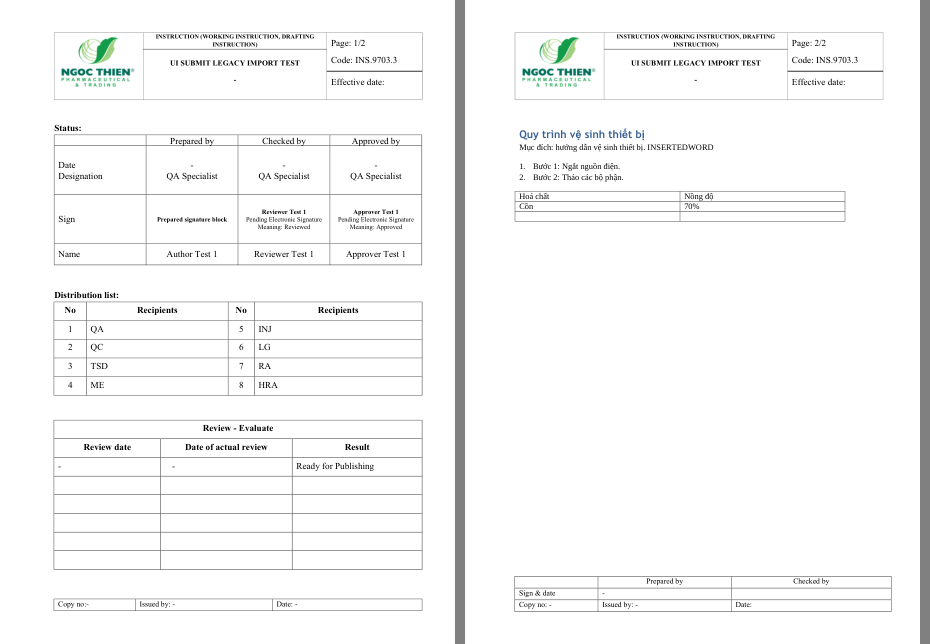 NGOC THIEN
PHARMACEUTICAL
& TRADING
INSTRUCTION (WORKING INSTRUCTION, DRAFTING
INSTRUCTION)
UI SUBMIT LEGACY IMPORT TEST
-
Page: 1/2
Code: INS.9703.3
Effective date:
Status:
Prepared by Checked by Approved by
Date - - -
Designation QA Specialist QA Specialist QA Specialist
Sign Prepared signature block
Reviewer Test 1
Pending Electronic Signature
Meaning: Reviewed
Approver Test 1
Pending Electronic Signature
Meaning: Approved
Name Author Test 1 Reviewer Test 1 Approver Test 1
Distribution list:
No Recipients No Recipients
1 QA 5 INJ
2 QC 6 LG
3 TSD 7 RA
4 ME 8 HRA
Review - Evaluate
Review date Date of actual review Result
- - Ready for Publishing
Copy no:- Issued by: - Date: -
NGOC THIEN
PHARMACEUTICAL
& TRADING
INSTRUCTION (WORKING INSTRUCTION, DRAFTING
INSTRUCTION)
UI SUBMIT LEGACY IMPORT TEST
-
Page: 2/2
Code: INS.9703.3
Effective date:
Quy trình vệ sinh thiết bị
Mục đích: hướng dẫn vệ sinh thiết bị. INSERTEDWORD
1. Bước 1: Ngắt nguồn điện.
2. Bước 2: Tháo các bộ phận.
Hoá chất Nồng độ
Cồn 70%
Prepared by Checked by
Sign & date -
Copy no: - Issued by: - Date: